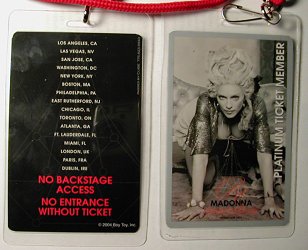 LOS ANGELES, CA
LAS VEGAS, NV
SAN JOSE, CA
WASHINGTON, DC
NEW YORK, NY
BOSTON, MA
PHILADELPHIA, PA
EAST RUTHERFORD, NJ
CHICAGO, IL
TORONTO, ON
ATLANTA, GA
FT. LAUDERDALE, FL
MIAMI, FL
LONDON, UK
PARIS, FRA
DUBLIN, IRE
NO BACKSTAGE
ACCESS
NO ENTRANCE
WITHOUT TICKET
© 2004 Boy Toy, Inc.
PLATINUM TICKET MEMBER
MADONNA